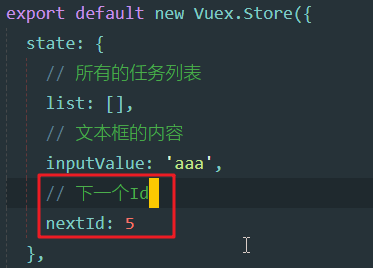 export default new Vuex.Store({
state: {
// 所有的任务列表
list: [],
// 文本框的内容
inputValue: 'aaa',
// 下一个Id
nextId: 5
},